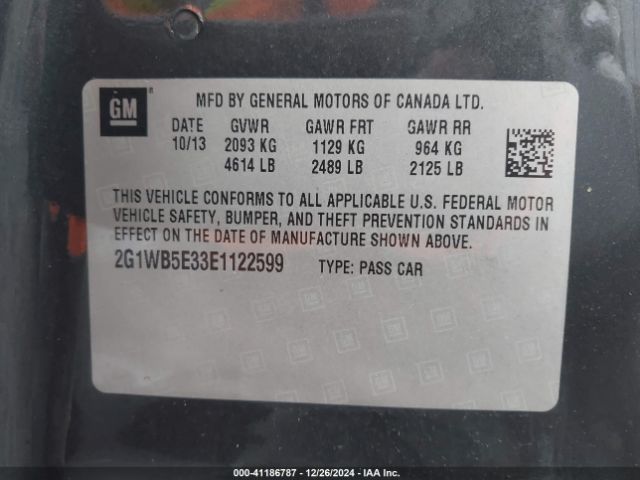 GM
MFD BY GENERAL MOTORS OF CANADA LTD.
DATE GVWR GAWR FRT GAWR RR
10/13 2093 KG 1129 KG 964 KG
4614 LB 2489 LB 2125 LB
THIS VEHICLE CONFORMS TO ALL APPLICABLE U.S. FEDERAL MOTOR
VEHICLE SAFETY, BUMPER, AND THEFT PREVENTION STANDARDS IN
EFFECT ON THE DATE OF MANUFACTURE SHOWN ABOVE.
2G1WB5E33E1122599 TYPE: PASS CAR
000-41186787 - 12/26/2024 - IAA Inc.